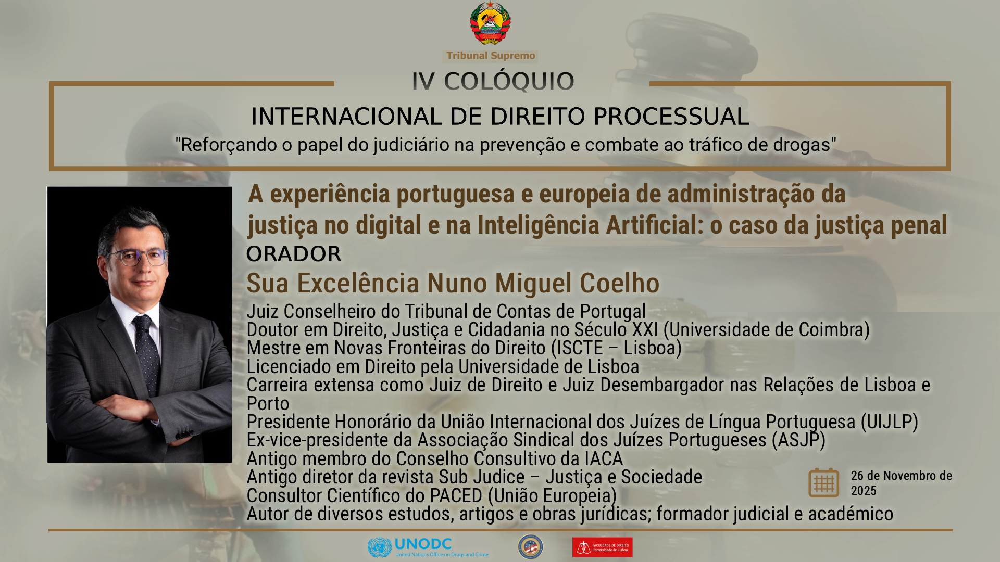 Tribunal Supremo
IV COLÓQUIO
INTERNACIONAL DE DIREITO PROCESSUAL
"Reforçando o papel do judiciário na prevenção e combate ao tráfico de drogas"
A experiência portuguesa e europeia de administração da
justiça no digital e na Inteligência Artificial: o caso da justiça penal
ORADOR
Sua Excelência Nuno Miguel Coelho
Juiz Conselheiro do Tribunal de Contas de Portugal
Doutor em Direito, Justiça e Cidadania no Século XXI (Universidade de Coimbra)
Mestre em Novas Fronteiras do Direito (ISCTE – Lisboa)
Licenciado em Direito pela Universidade de Lisboa
Carreira extensa como Juiz de Direito e Juiz Desembargador nas Relações de Lisboa e
Porto
Presidente Honorário da União Internacional dos Juízes de Língua Portuguesa (UIJLP)
Ex-vice-presidente da Associação Sindical dos Juízes Portugueses (ASJP)
Antigo membro do Conselho Consultivo da IACA
Antigo diretor da revista Sub Judice – Justiça e Sociedade
Consultor Científico do PACED (União Europeia)
Autor de diversos estudos, artigos e obras jurídicas; formador judicial e académico
26 de Novembro de
2025
UNODC
United Nations Office on Drugs and Crime
FACULDADE DE DIREITO
Universidade de Lisboa